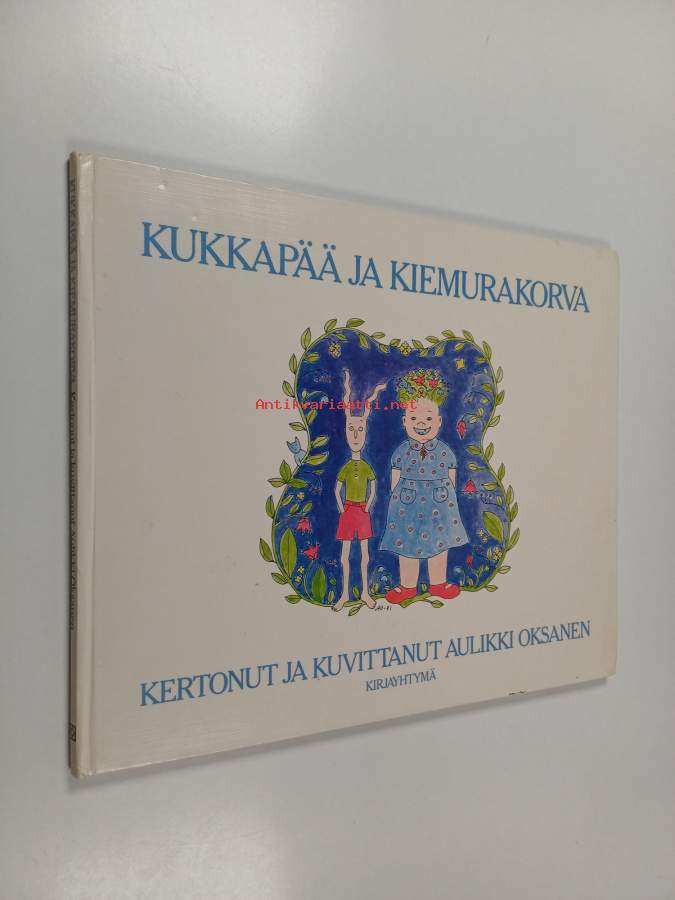 KUKKAPÄÄ JA KIEMURAKORVA
Antikvariaatti.net
KERTONUT JA KUVITTANUT AULIKKI OKSANEN
KIRJAYHTYMÄ